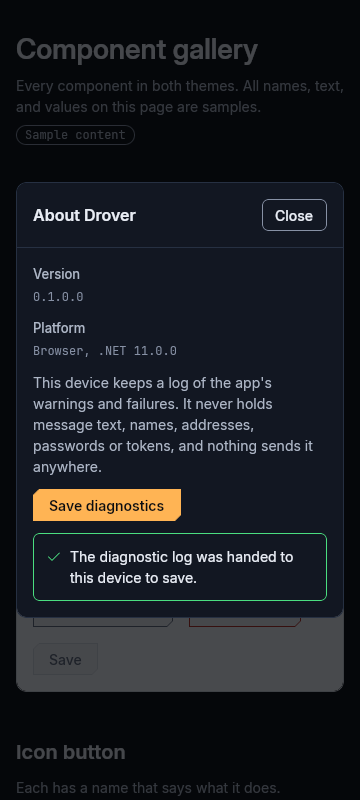 Component gallery
Every component in both themes. All names, text,
and values on this page are samples.
Sample content
About Drover
Close
Version
0.1.0.0
Platform
Browser, .NET 11.0.0
This device keeps a log of the app's
warnings and failures. It never holds
message text, names, addresses,
passwords or tokens, and nothing sends it
anywhere.
Save diagnostics
The diagnostic log was handed to
this device to save.
Save
Icon button
Each has a name that says what it does.